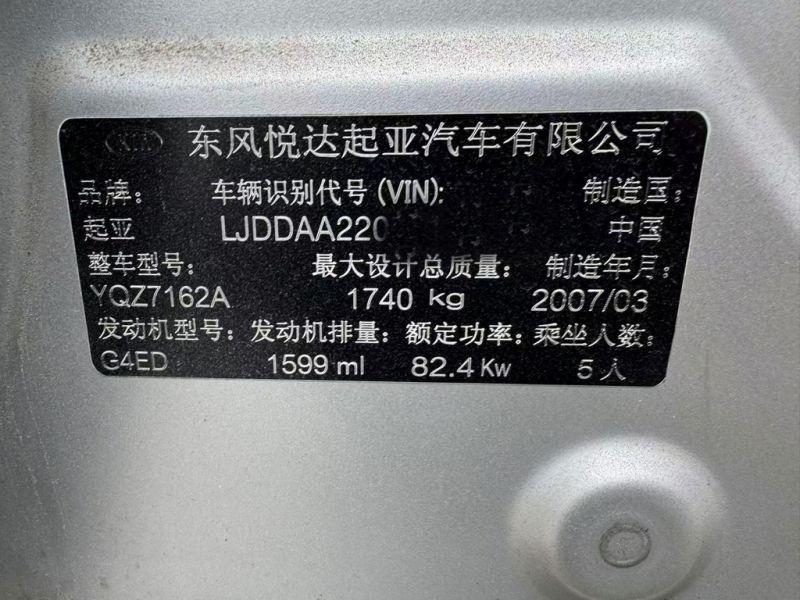 KIA 东风悦达起亚汽车有限公司
品牌： 车辆识别代号(VIN): 制造国：
起亚 LJDDAA220 中国
整车型号： 最大设计总质量： 制造年月：
YQZ7162A 1740 kg 2007/03
发动机型号： 发动机排量： 额定功率： 乘坐人数：
G4ED 1599 ml 82.4 Kw 5 人